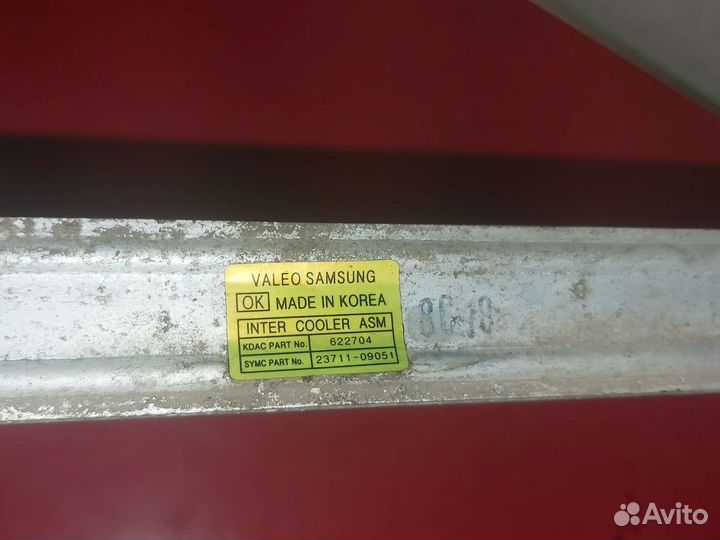 VALEO SAMSUNG
OK MADE IN KOREA
INTER COOLER ASM
KDAC PART No. 622704
SYMC PART No. 23711-09051
Avito